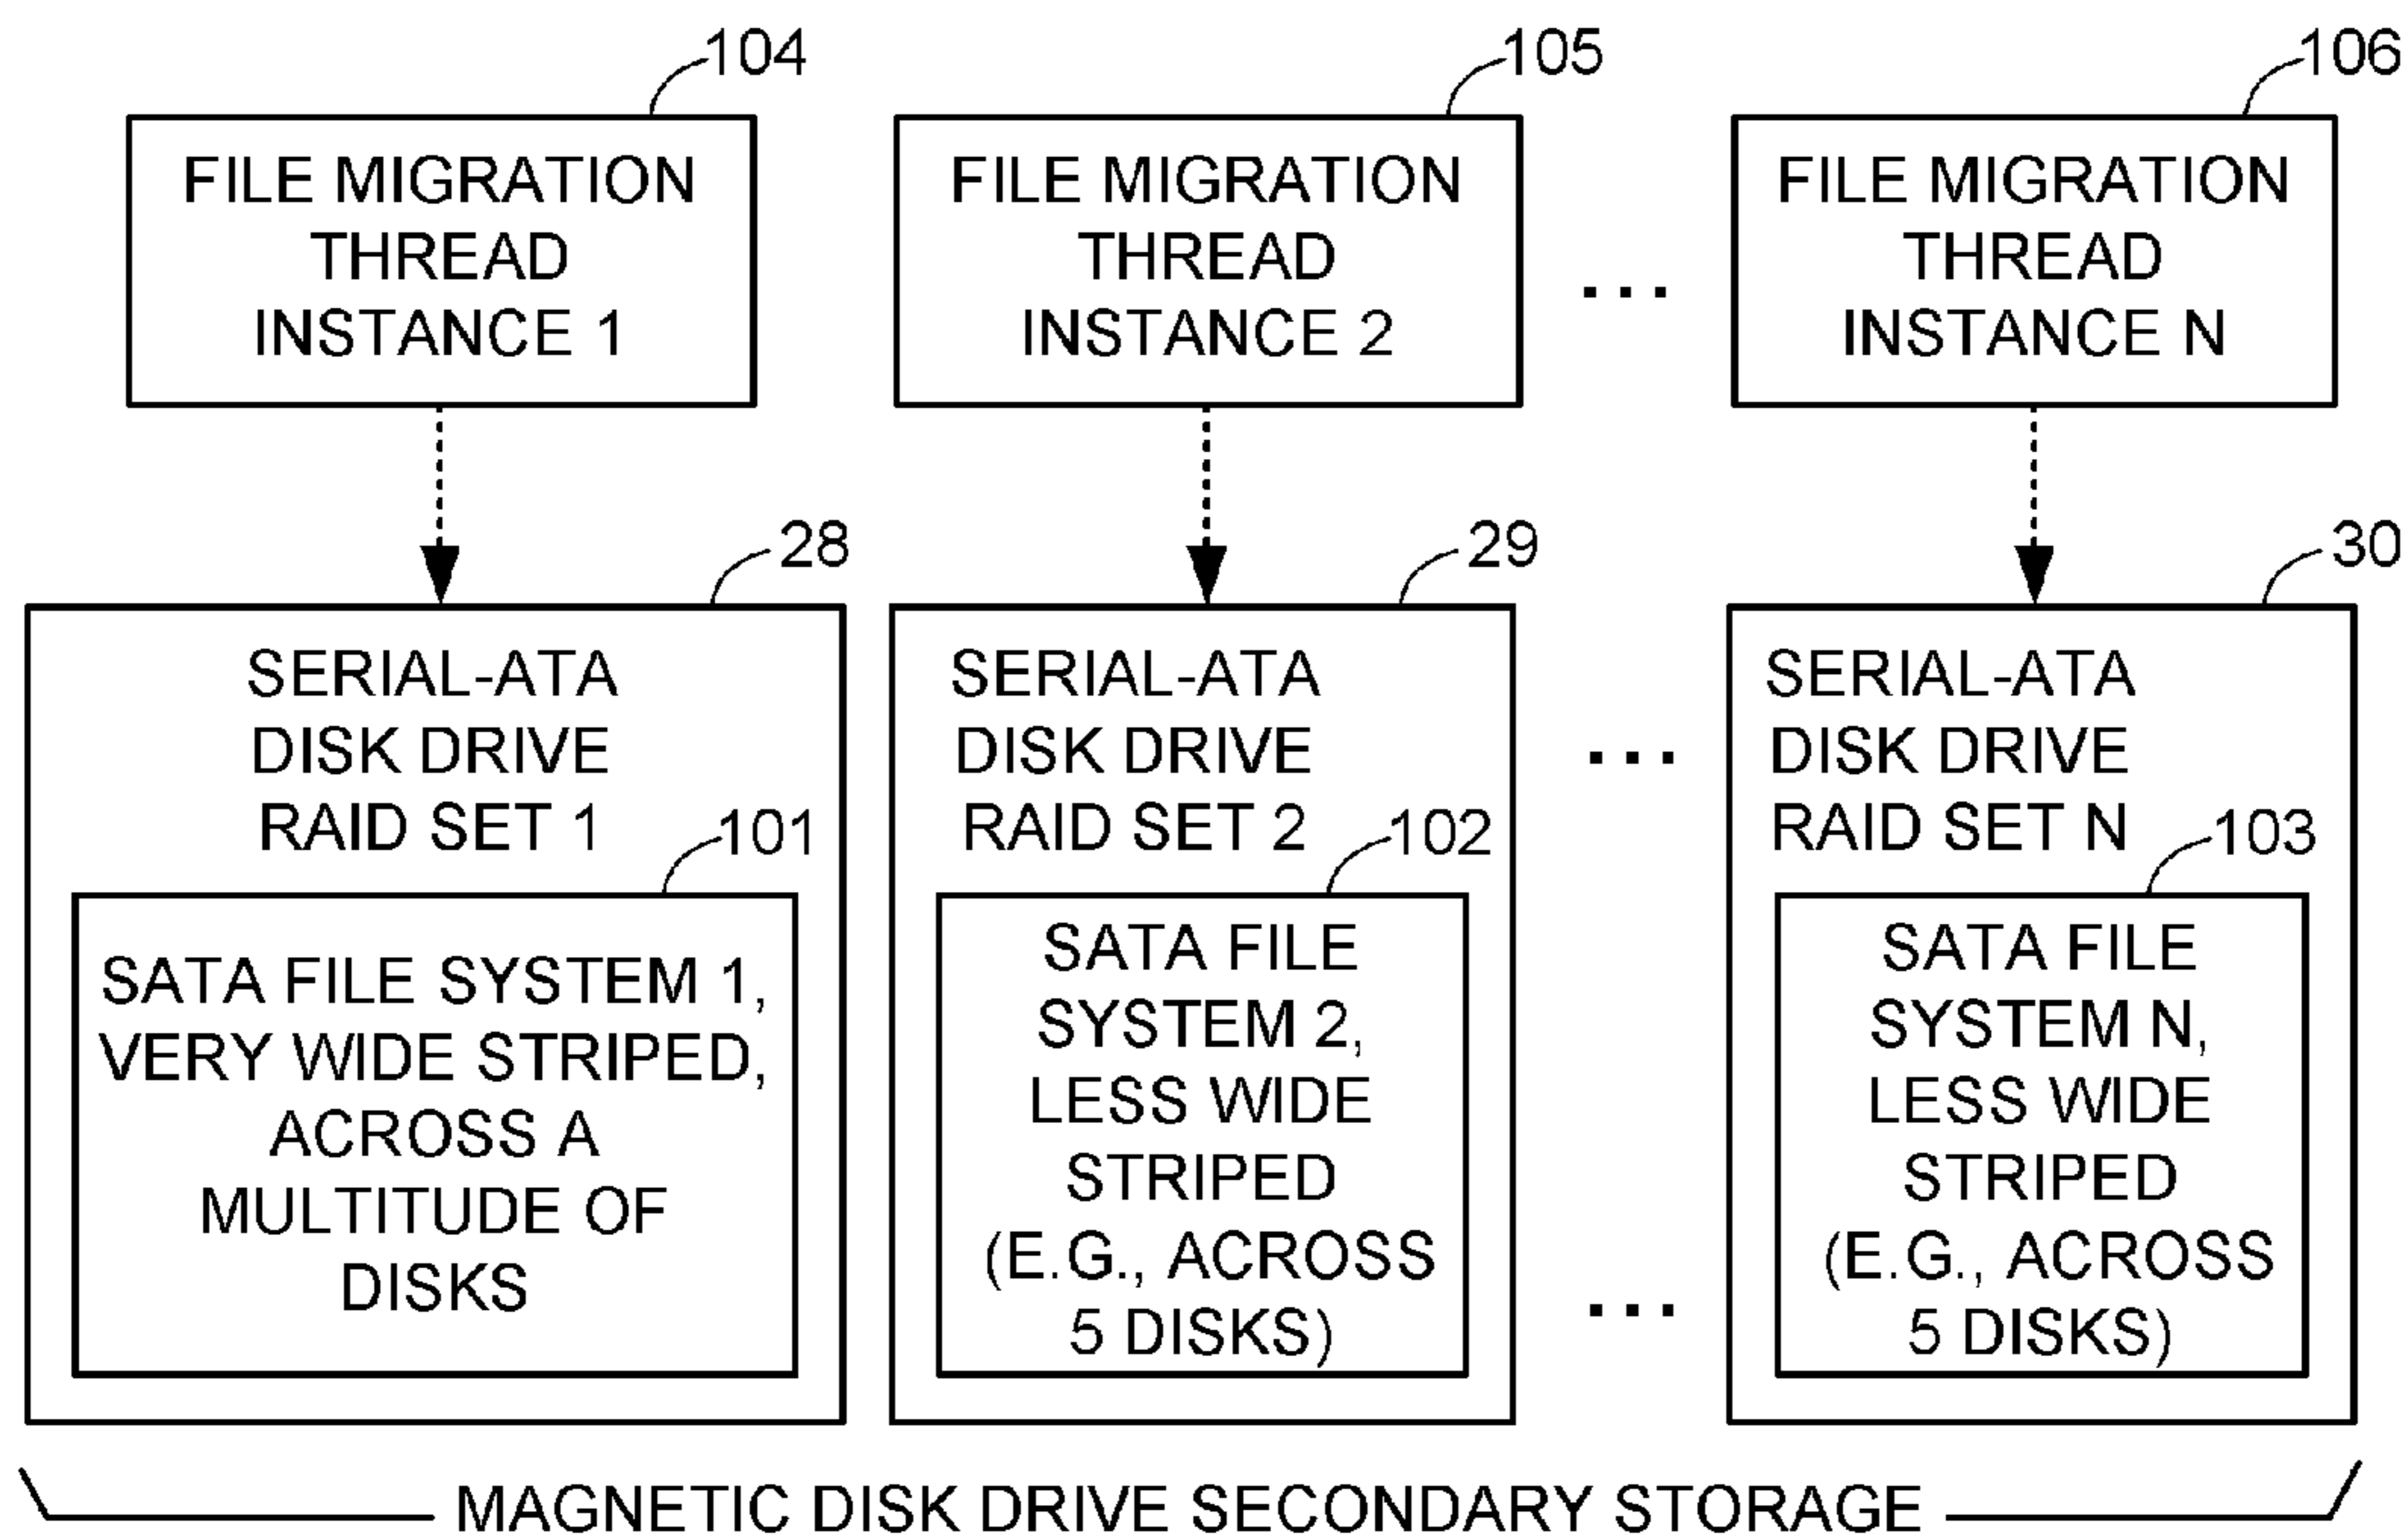 104
105
106
FILE MIGRATION
THREAD
INSTANCE 1
FILE MIGRATION
THREAD
INSTANCE 2
...
FILE MIGRATION
THREAD
INSTANCE N
28
29
30
SERIAL-ATA
DISK DRIVE
RAID SET 1
SERIAL-ATA
DISK DRIVE
RAID SET 2
...
SERIAL-ATA
DISK DRIVE
RAID SET N
101
102
103
SATA FILE SYSTEM 1,
VERY WIDE STRIPED,
ACROSS A
MULTITUDE OF
DISKS
SATA FILE
SYSTEM 2,
LESS WIDE
STRIPED
(E.G., ACROSS
5 DISKS)
...
SATA FILE
SYSTEM N,
LESS WIDE
STRIPED
(E.G., ACROSS
5 DISKS)
MAGNETIC DISK DRIVE SECONDARY STORAGE